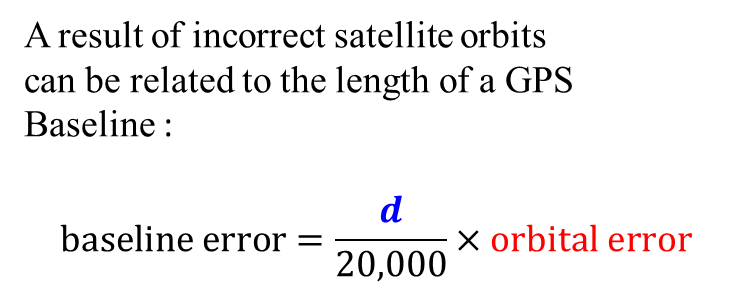 A result of incorrect satellite orbits
can be related to the length of a GPS
Baseline :
baseline error = d/20,000 × orbital error